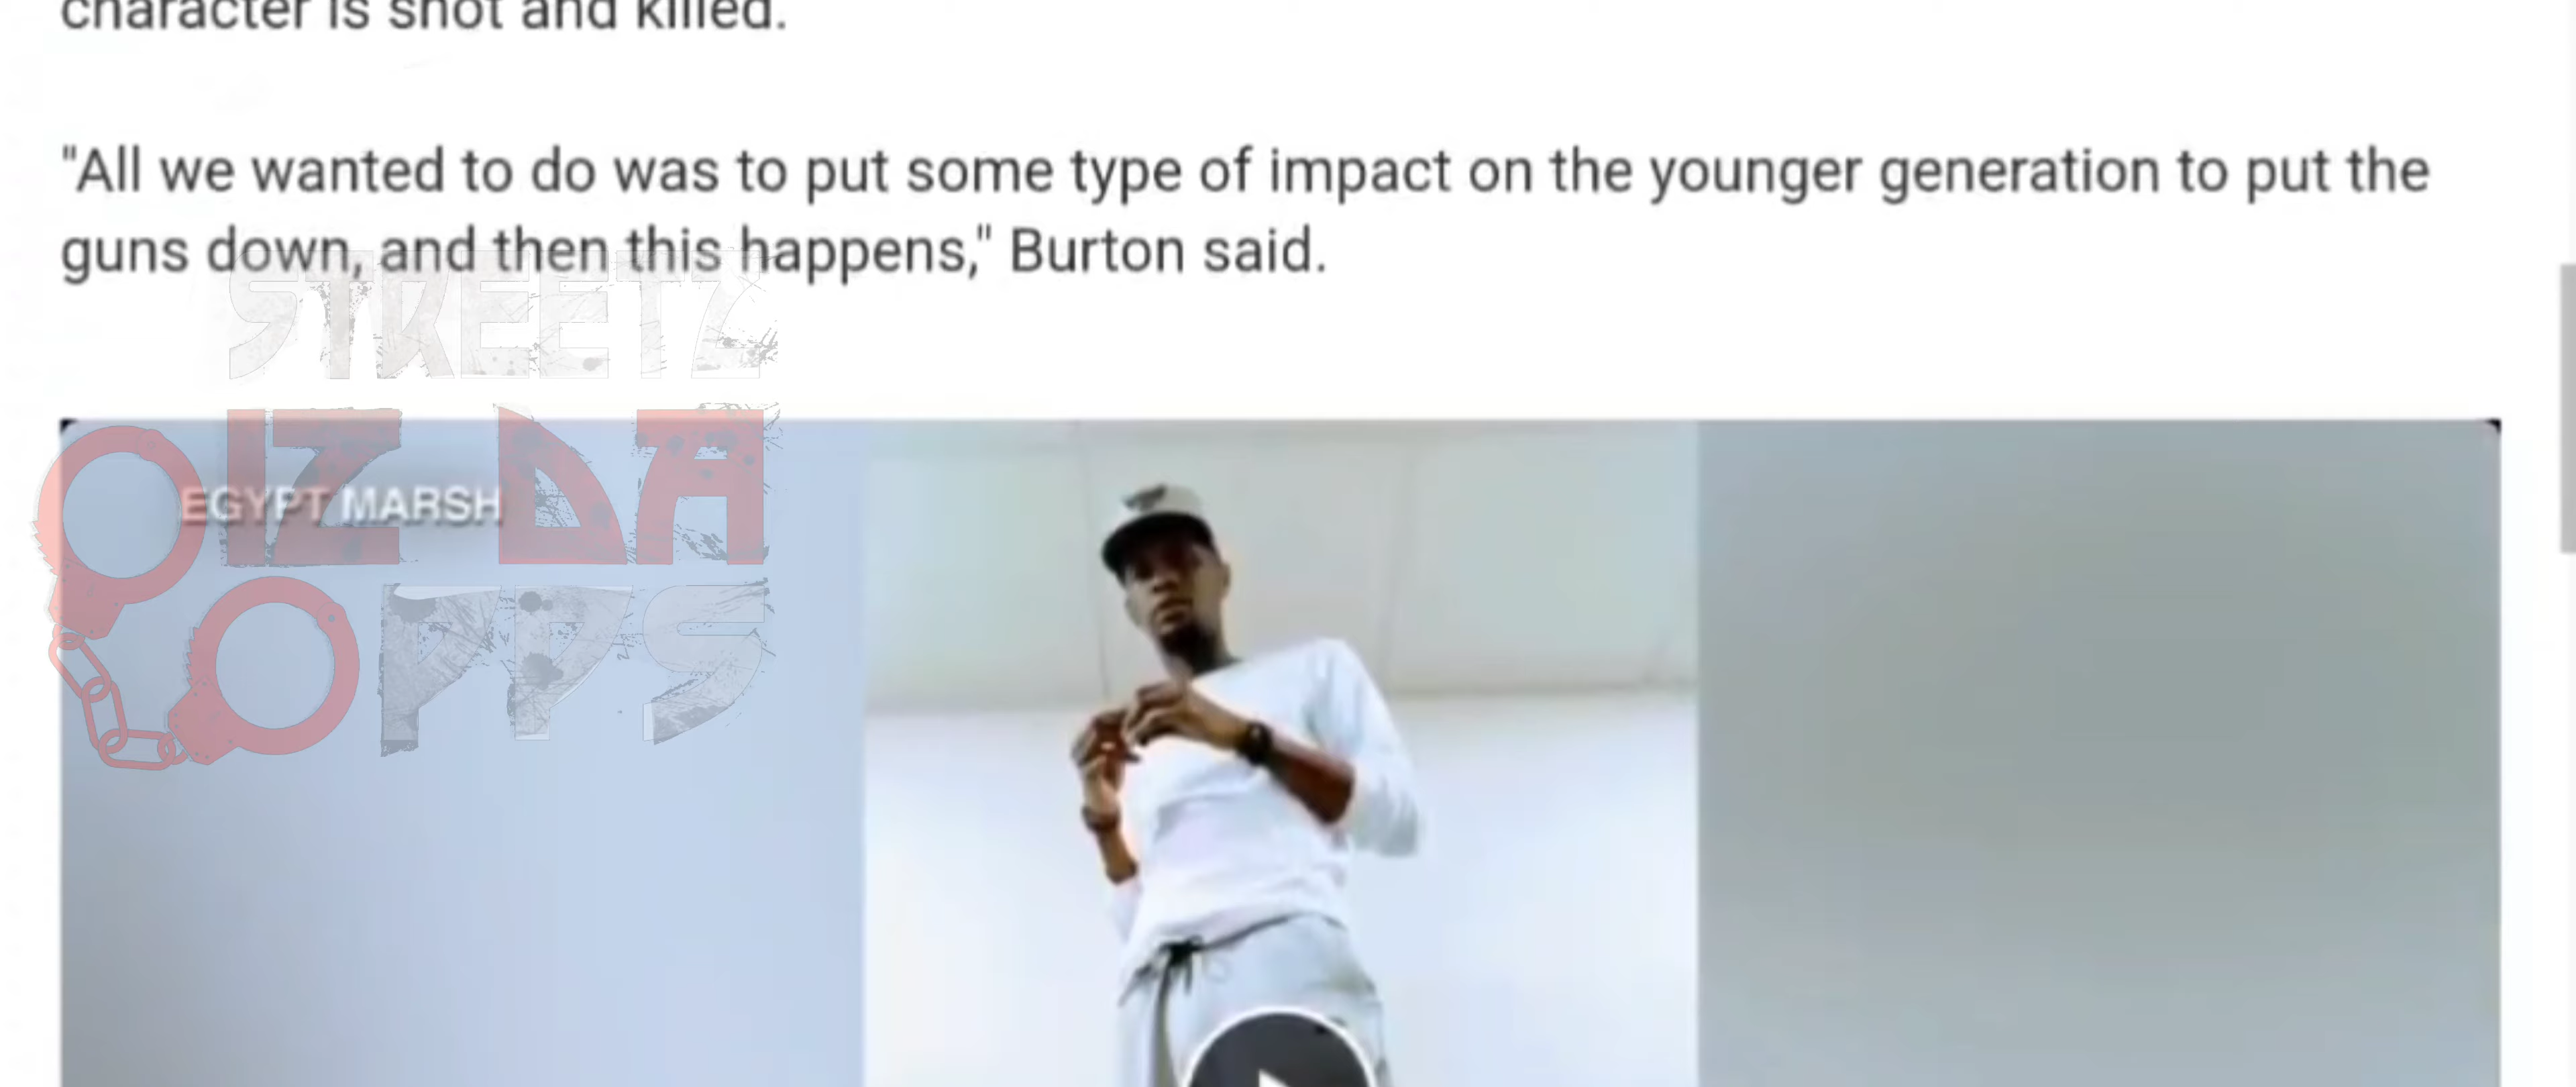 character is shot and killed.
"All we wanted to do was to put some type of impact on the younger generation to put the
guns down, and then this happens," Burton said.
STREETZ
IZ DA
OPPS
EGYPT MARSH